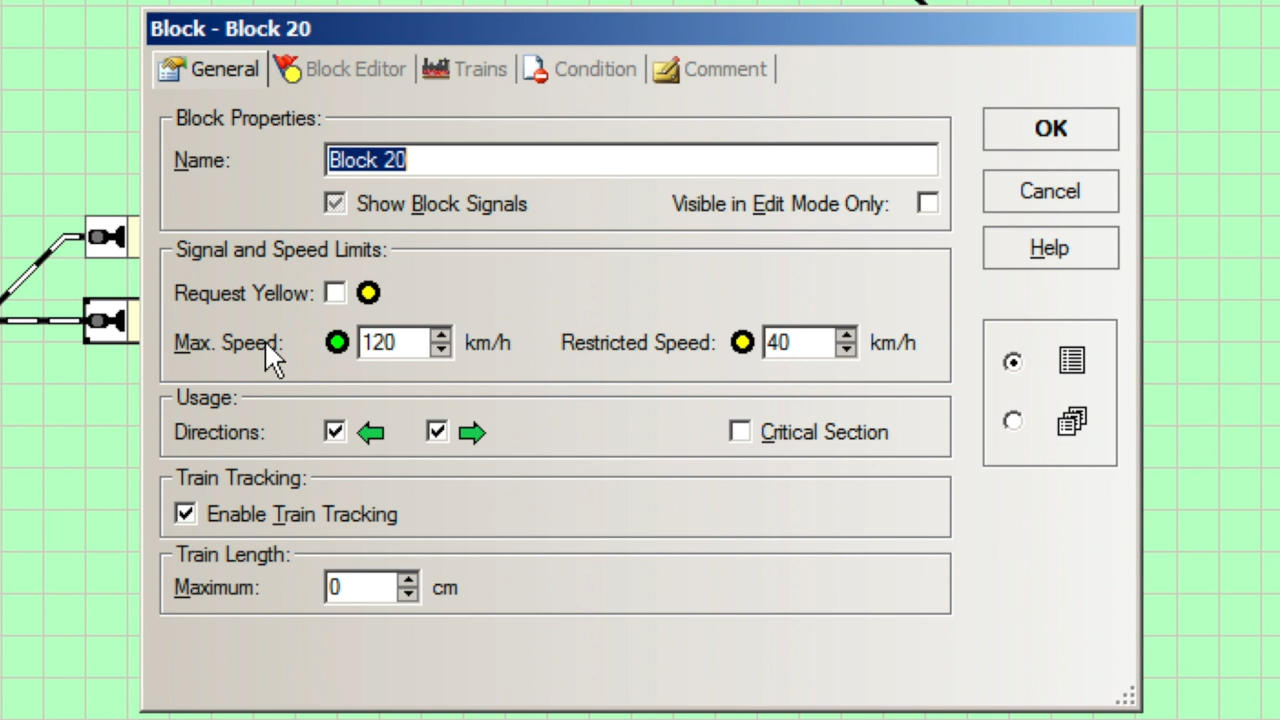 Block - Block 20
General Block Editor Trains Condition Comment
Block Properties:
Name: Block 20
Show Block Signals Visible in Edit Mode Only:
Signal and Speed Limits:
Request Yellow:
Max. Speed: 120 km/h Restricted Speed: 40 km/h
Usage:
Directions: Critical Section
Train Tracking:
Enable Train Tracking
Train Length:
Maximum: 0 cm
OK
Cancel
Help